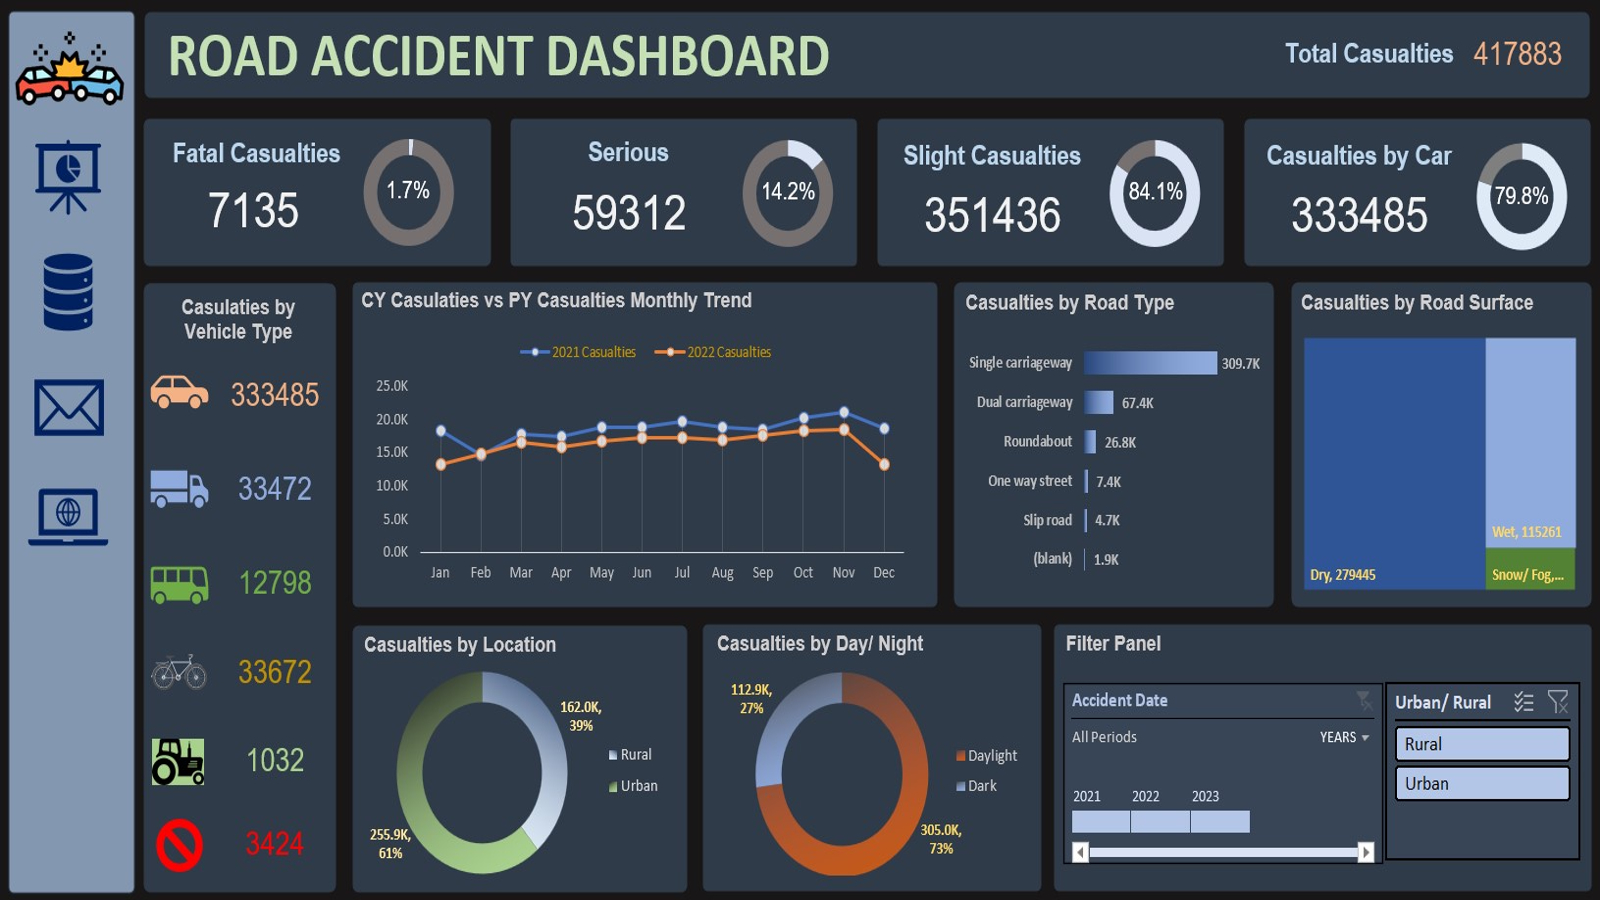 ROAD ACCIDENT DASHBOARD
Total Casualties 417883
Fatal Casualties
7135
1.7%
Serious
59312
14.2%
Slight Casualties
351436
84.1%
Casualties by Car
333485
79.8%
Casulaties by
Vehicle Type
333485
33472
12798
33672
1032
3424
CY Casulaties vs PY Casualties Monthly Trend
2021 Casualties 2022 Casualties
25.0K
20.0K
15.0K
10.0K
5.0K
0.0K
Jan Feb Mar Apr May Jun Jul Aug Sep Oct Nov Dec
Casualties by Road Type
Single carriageway 309.7K
Dual carriageway 67.4K
Roundabout 26.8K
One way street 7.4K
Slip road 4.7K
(blank) 1.9K
Casualties by Road Surface
Wet, 115261
Dry, 279445
Snow/ Fog,...
Casualties by Location
162.0K,
39%
Rural
Urban
255.9K,
61%
Casualties by Day/ Night
112.9K,
27%
Daylight
Dark
305.0K,
73%
Filter Panel
Accident Date
All Periods YEARS
2021 2022 2023
Urban/ Rural
Rural
Urban